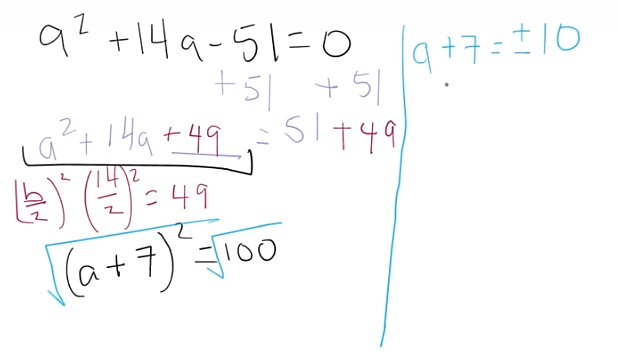 a² +14a-51=0
+51 +51
a²+14a+49 = 51+49
(b/2)² (14/2)² = 49
√(a+7)² = √100
a+7=±10